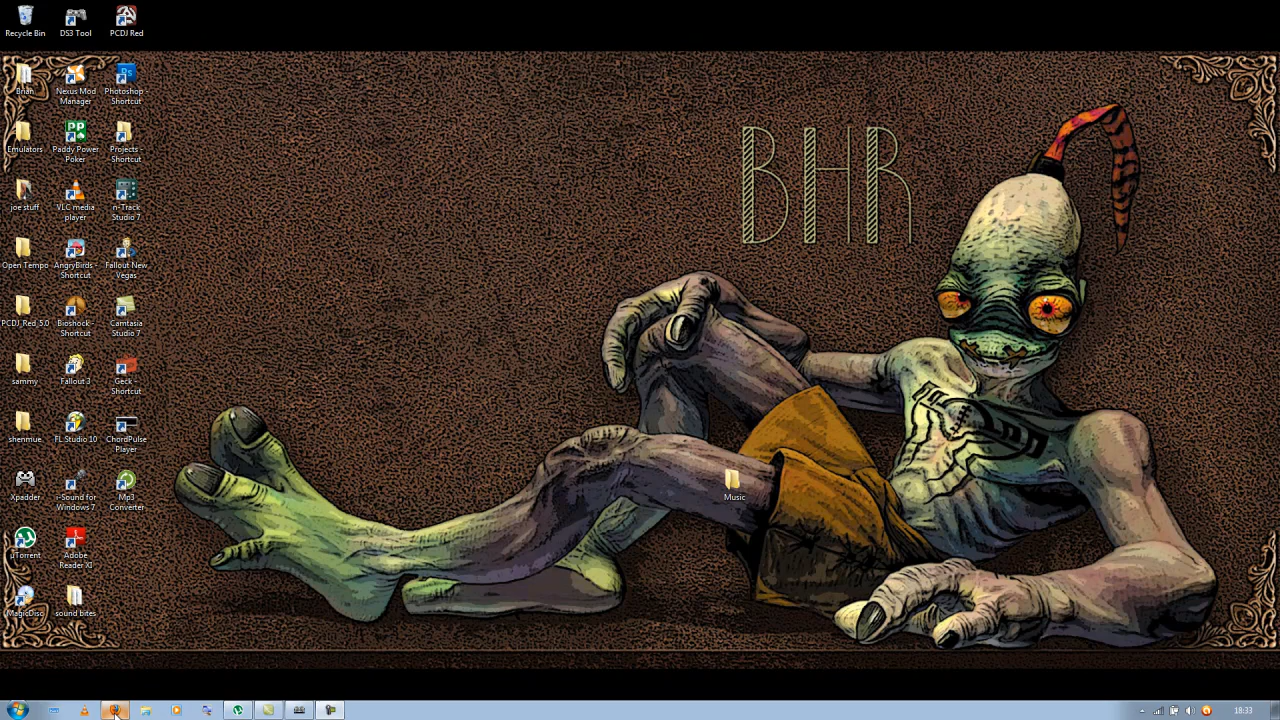 Recycle Bin
DS3 Tool
PCDJ Red
Brian
Nexus Mod
Manager
Photoshop -
Shortcut
Emulators
Paddy Power
Poker
Projects -
Shortcut
joe stuff
VLC media
player
n-Track
Studio 7
Open Tempo
AngryBirds -
Shortcut
Fallout New
Vegas
PCDJ_Red_5.0
Bioshock -
Shortcut
Camtasia
Studio 7
sammy
Fallout 3
Geck -
Shortcut
shenmue
FL Studio 10
ChordPulse
Player
Xpadder
i-Sound for
Windows 7
Mp3
Converter
µTorrent
Adobe
Reader XI
MagicDisc
sound bites
BHR
Music
18:33